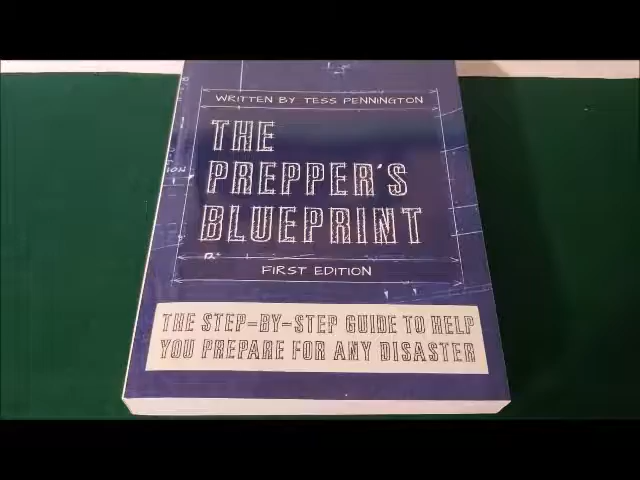 WRITTEN BY TESS PENNINGTON
THE
PREPPER'S
BLUEPRINT
FIRST EDITION
THE STEP-BY-STEP GUIDE TO HELP
YOU PREPARE FOR ANY DISASTER